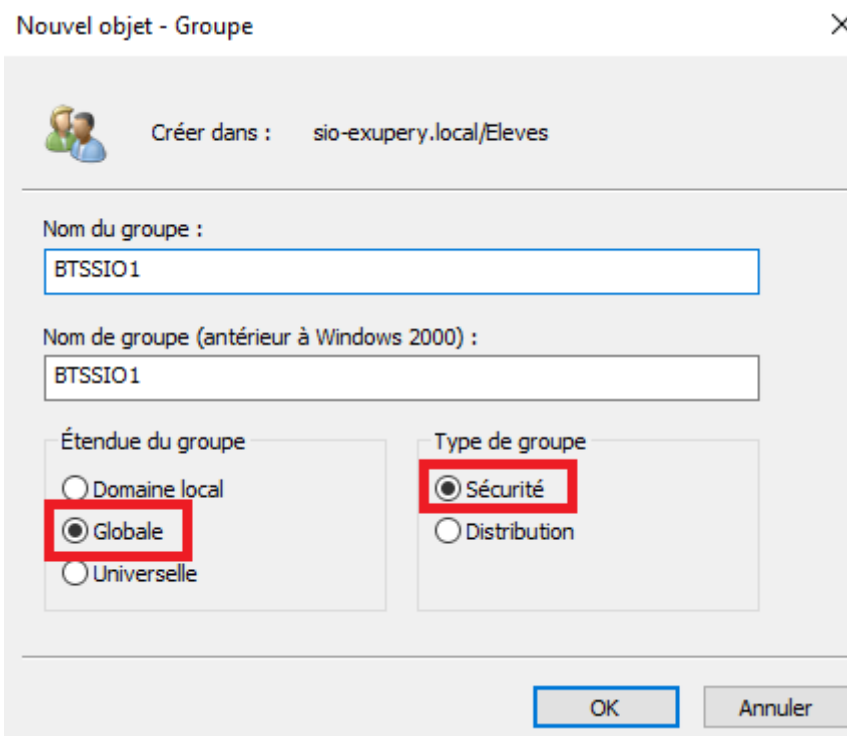 Nouvel objet - Groupe
Créer dans : sio-exupery.local/Eleves
Nom du groupe :
BTSSIO1
Nom de groupe (antérieur à Windows 2000) :
BTSSIO1
Étendue du groupe
Domaine local
Globale
Universelle
Type de groupe
Sécurité
Distribution
OK
Annuler